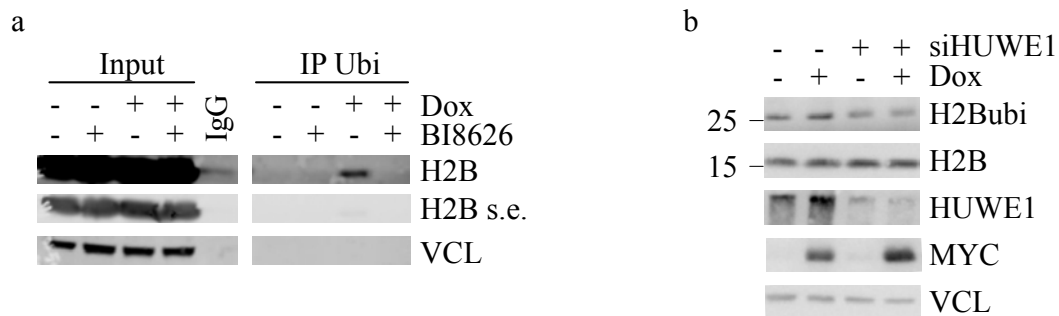 a
Input IP Ubi
- - + + IgG - - + + Dox
- + - + - + - + BI8626
H2B
H2B s.e.
VCL
b
- - + + siHUWE1
- + - + Dox
25 – H2Bubi
15 – H2B
HUWE1
MYC
VCL